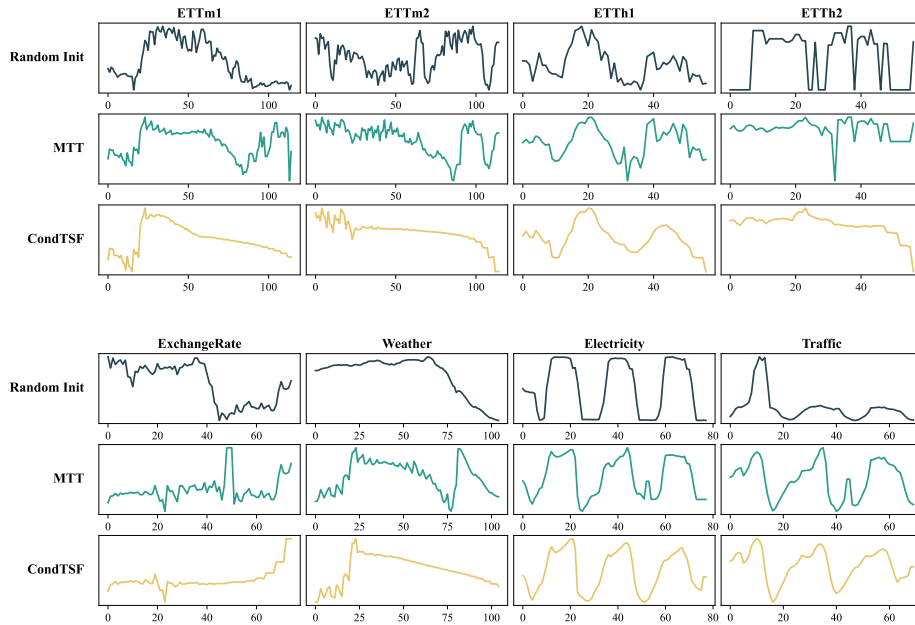 ETTm1 ETTm2 ETTh1 ETTh2
Random Init
0 50 100 0 50 100 0 20 40 0 20 40
MTT
0 50 100 0 50 100 0 20 40 0 20 40
CondTSF
0 50 100 0 50 100 0 20 40 0 20 40
ExchangeRate Weather Electricity Traffic
Random Init
0 20 40 60 0 25 50 75 100 0 20 40 60 80 0 20 40 60
MTT
0 20 40 60 0 25 50 75 100 0 20 40 60 80 0 20 40 60
CondTSF
0 20 40 60 0 25 50 75 100 0 20 40 60 80 0 20 40 60